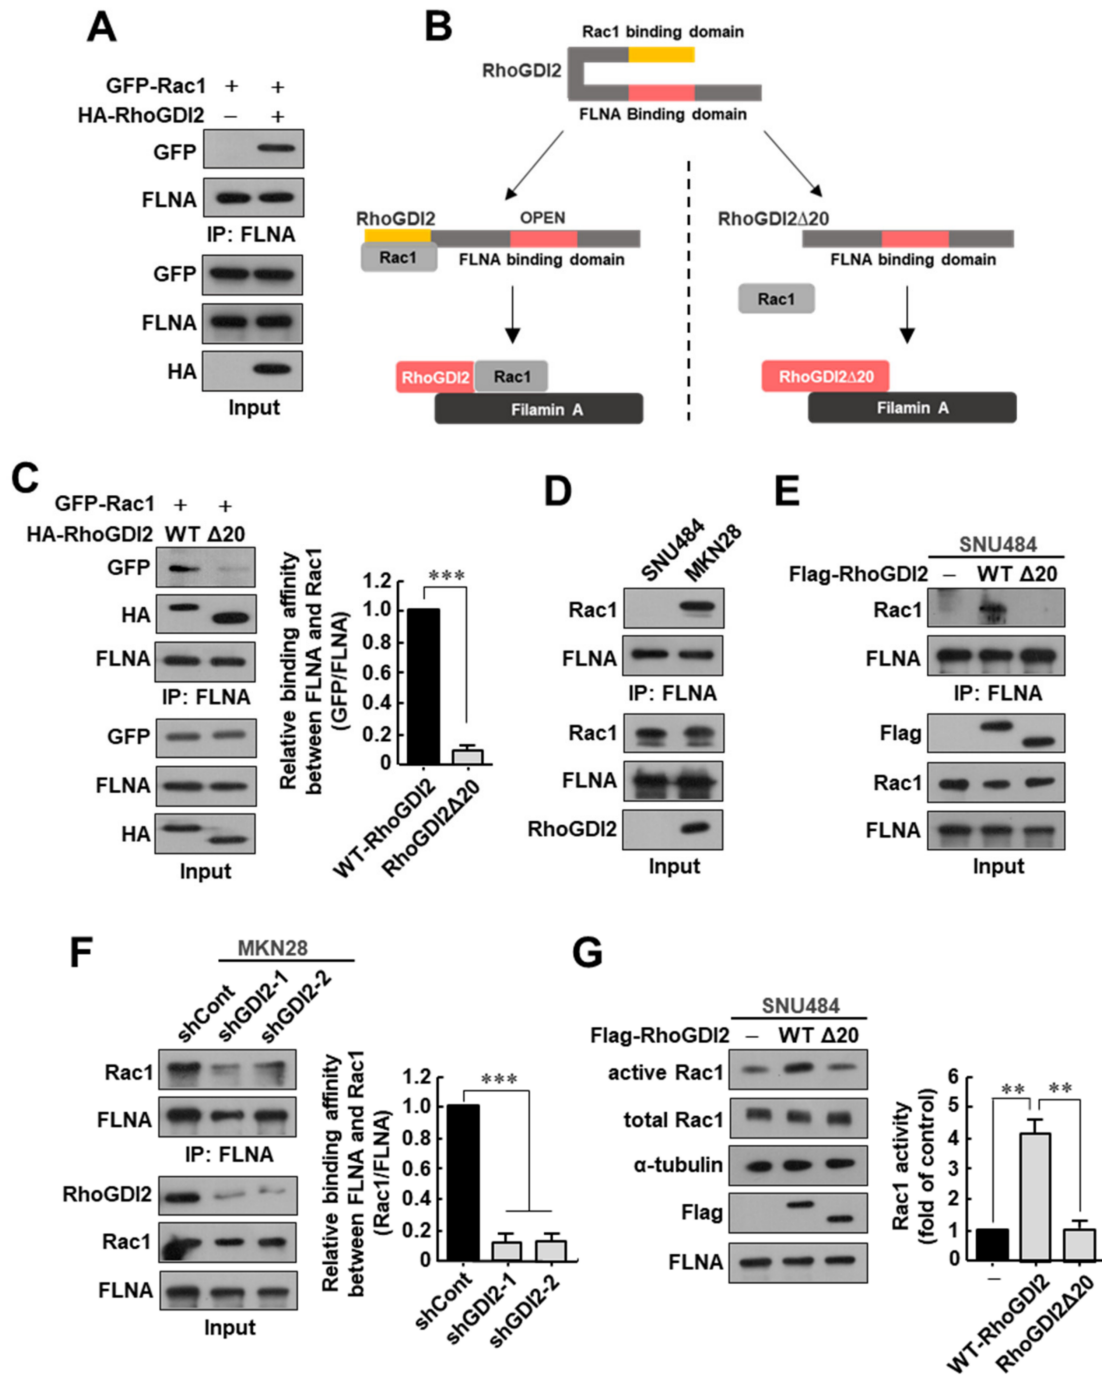 A
GFP-Rac1 + +
HA-RhoGDI2 – +
GFP
FLNA
IP: FLNA
GFP
FLNA
HA
Input
B
Rac1 binding domain
RhoGDI2
FLNA Binding domain
RhoGDI2
OPEN
Rac1
FLNA binding domain
RhoGDI2 Rac1
Filamin A
RhoGDI2Δ20
FLNA binding domain
Rac1
RhoGDI2Δ20
Filamin A
C
GFP-Rac1 + +
HA-RhoGDI2 WT Δ20
GFP
HA
FLNA
IP: FLNA
GFP
FLNA
HA
Input
Relative binding affinity
between FLNA and Rac1
(GFP/FLNA)
1.2
1.0
0.8
0.6
0.4
0.2
0
***
WT-RhoGDI2
RhoGDI2Δ20
D
SNU484
MKN28
Rac1
FLNA
IP: FLNA
Rac1
FLNA
RhoGDI2
Input
E
SNU484
Flag-RhoGDI2 – WT Δ20
Rac1
FLNA
IP: FLNA
Flag
Rac1
FLNA
Input
F
MKN28
shCont
shGDI2-1
shGDI2-2
Rac1
FLNA
IP: FLNA
RhoGDI2
Rac1
FLNA
Input
Relative binding affinity
between FLNA and Rac1
(Rac1/FLNA)
1.2
1.0
0.8
0.6
0.4
0.2
0
***
shCont
shGDI2-1
shGDI2-2
G
SNU484
Flag-RhoGDI2 – WT Δ20
active Rac1
total Rac1
α-tubulin
Flag
FLNA
Rac1 activity
(fold of control)
6
5
4
3
2
1
0
** **
–
WT-RhoGDI2
RhoGDI2Δ20